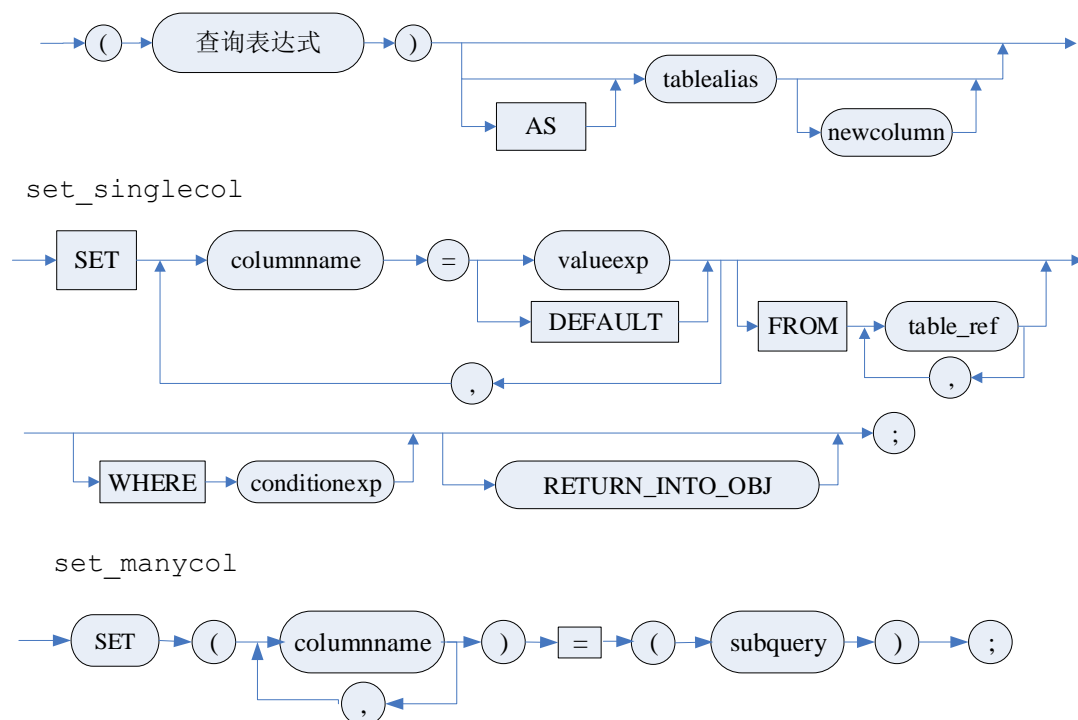 ( 查询表达式 ) tablealias
AS newcolumn
set_singlecol
SET columnname = valueexp FROM table_ref
DEFAULT
, ,
WHERE conditionexp RETURN_INTO_OBJ ;
set_manycol
SET ( columnname ) = ( subquery ) ;
,